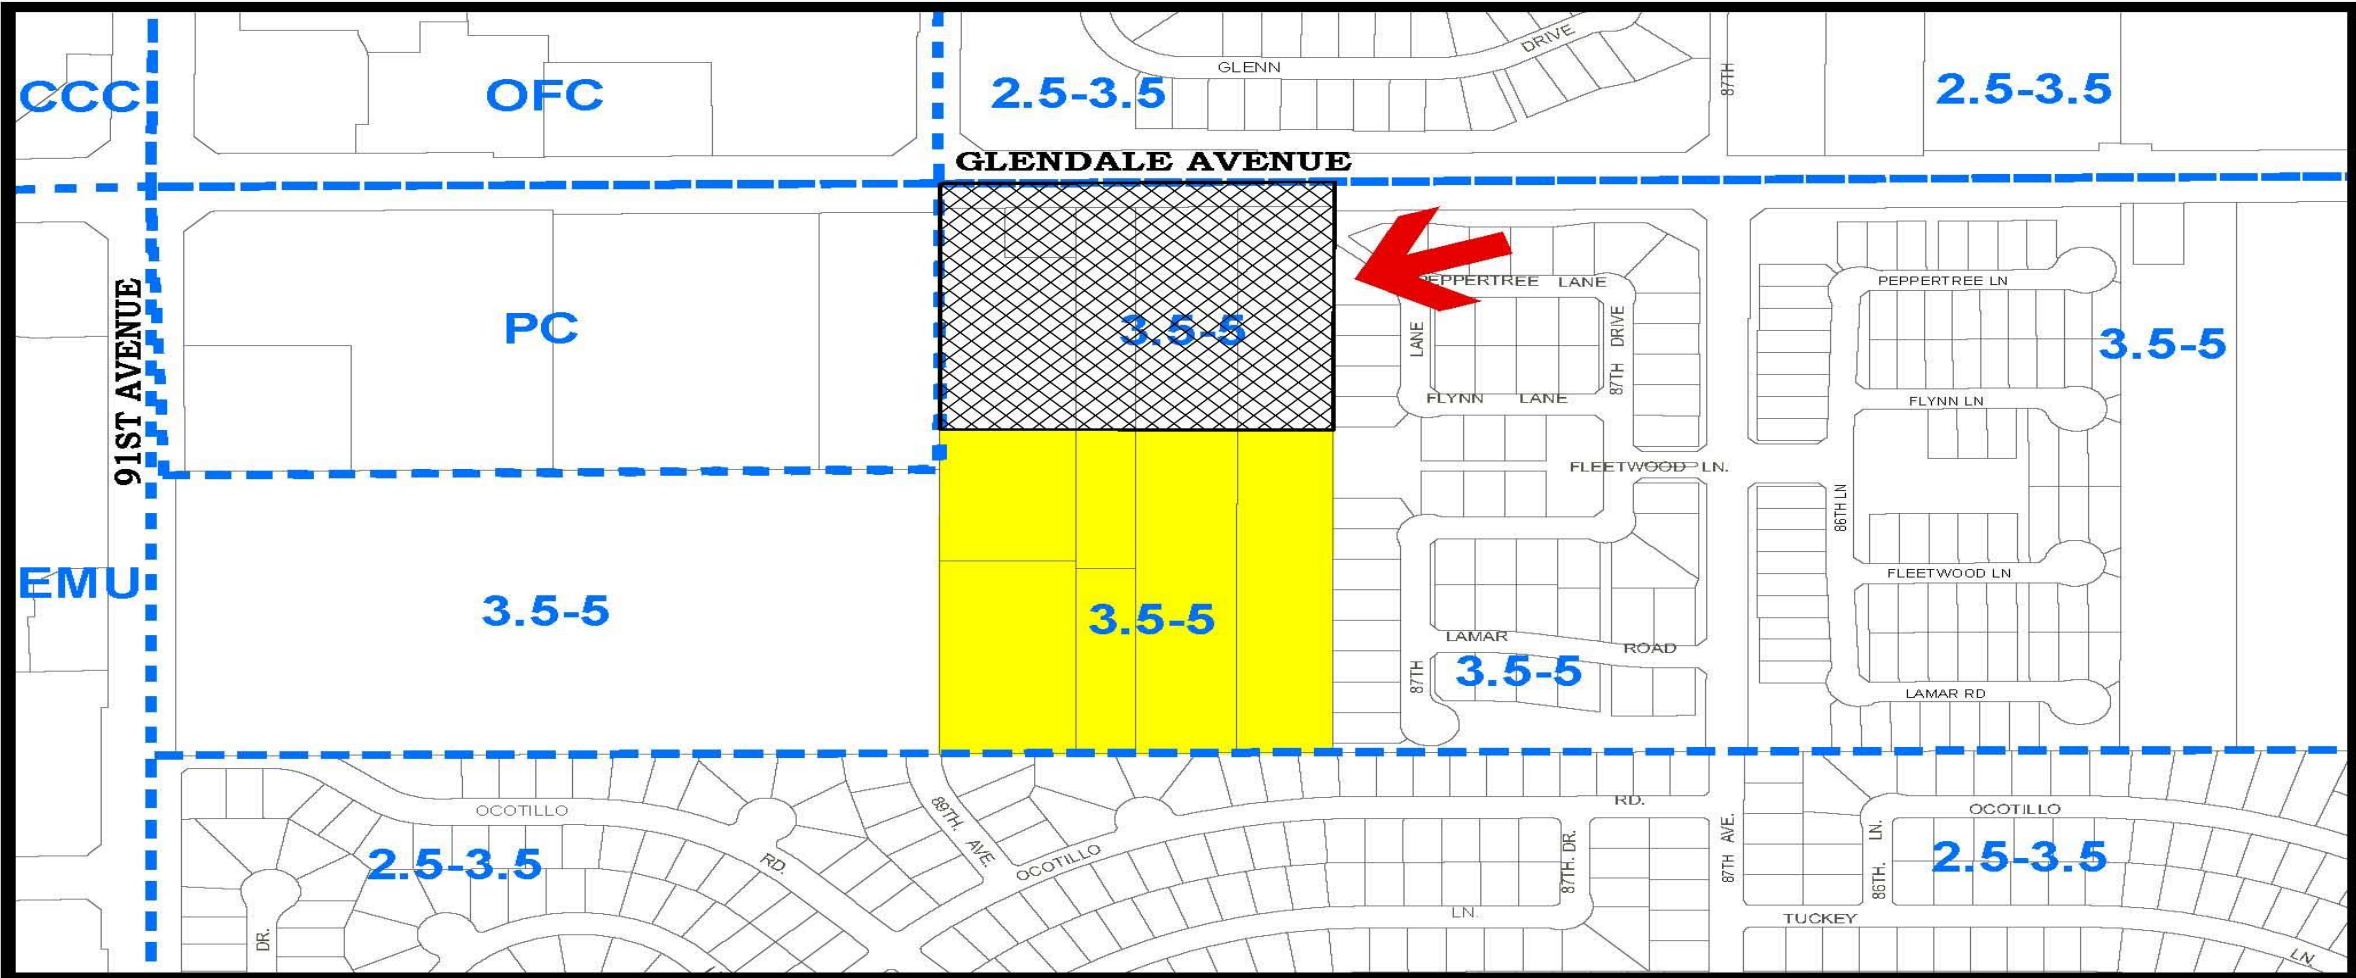 GLENN
DRIVE
87TH
CCC
OFC
2.5-3.5
2.5-3.5
GLENDALE AVENUE
91ST AVENUE
PC
3.5-5
PEPPERTREE LANE
LANE
87TH DRIVE
FLYNN LANE
PEPPERTREE LN
3.5-5
FLYNN LN
FLEETWOOD LN.
86TH LN
EMU
3.5-5
3.5-5
FLEETWOOD LN
LAMAR ROAD
87TH
3.5-5
LAMAR RD
OCOTILLO
RD.
89TH. AVE.
OCOTILLO
RD.
87TH. DR.
87TH AVE.
86TH. LN.
OCOTILLO
2.5-3.5
2.5-3.5
DR.
LN.
TUCKEY
LN.